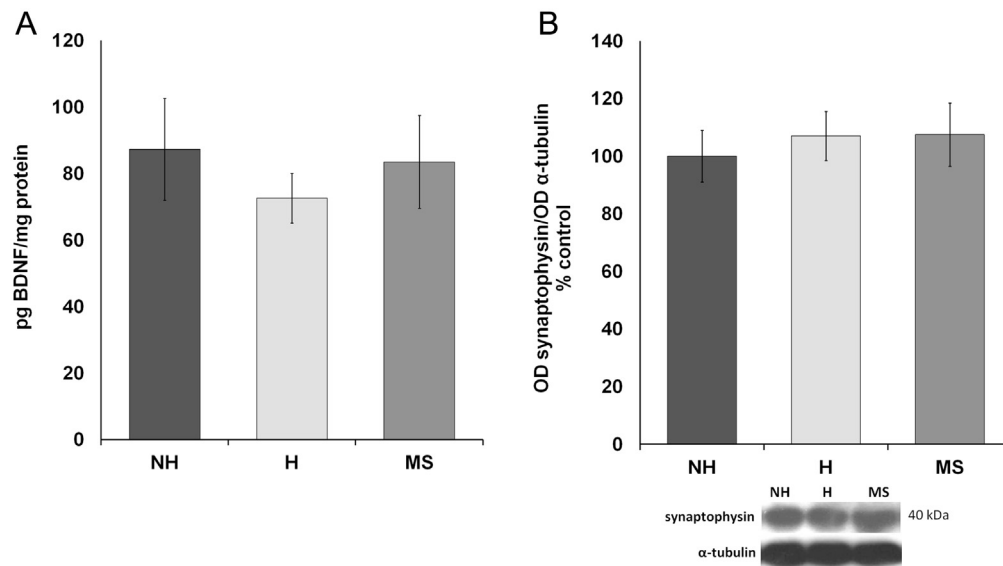 A
120
100
80
60
40
20
0
pg BDNF/mg protein
NH H MS
B
140
120
100
80
60
40
20
0
OD synaptophysin/OD α-tubulin
% control
NH H MS
NH H MS
synaptophysin 40 kDa
α-tubulin